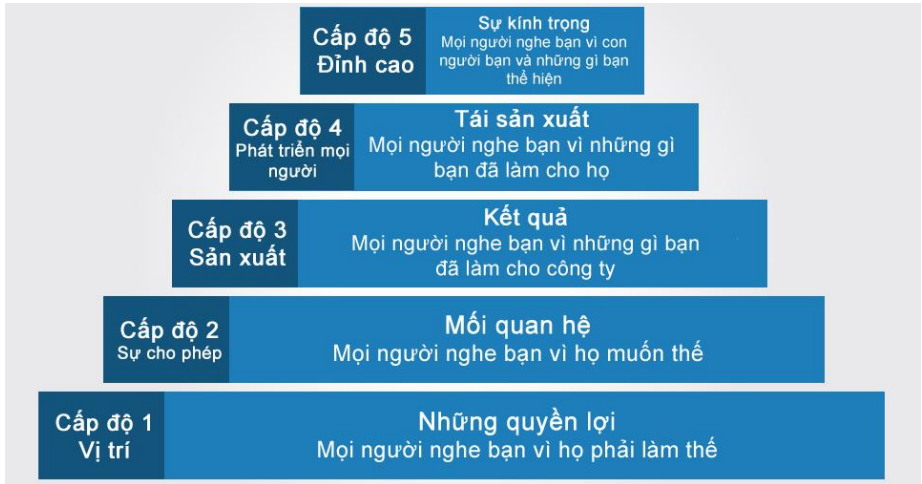 Cấp độ 5
Đỉnh cao
Sự kính trọng
Mọi người nghe bạn vì con
người bạn và những gì bạn
thể hiện
Cấp độ 4
Phát triển mọi
người
Tái sản xuất
Mọi người nghe bạn vì những gì
bạn đã làm cho họ
Cấp độ 3
Sản xuất
Kết quả
Mọi người nghe bạn vì những gì bạn
đã làm cho công ty
Cấp độ 2
Sự cho phép
Mối quan hệ
Mọi người nghe bạn vì họ muốn thế
Cấp độ 1
Vị trí
Những quyền lợi
Mọi người nghe bạn vì họ phải làm thế